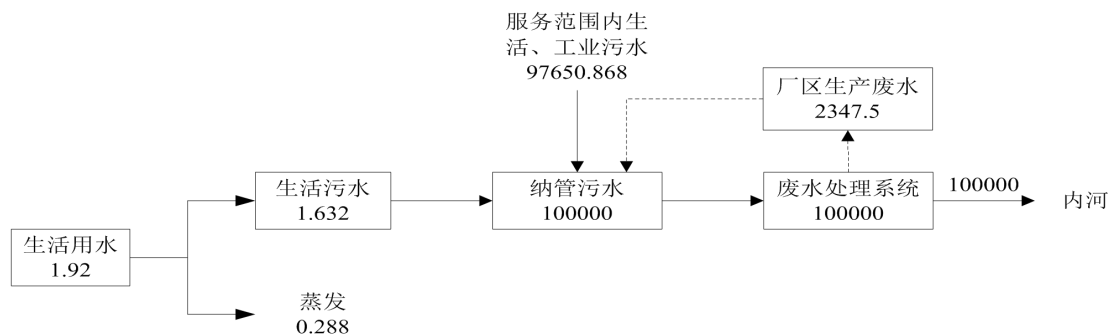 服务范围内生
活、工业污水
97650.868
厂区生产废水
2347.5
生活污水
1.632
纳管污水
100000
废水处理系统
100000
100000
内河
生活用水
1.92
蒸发
0.288